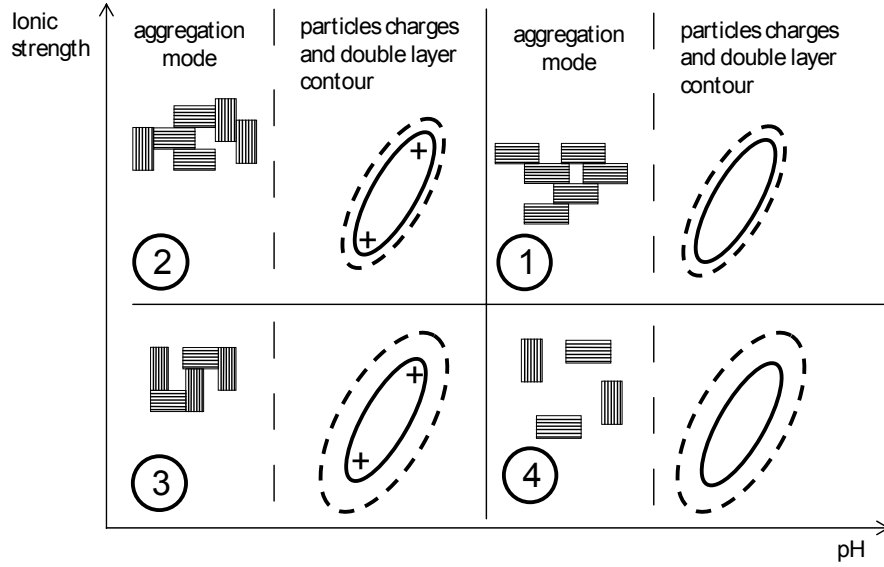 Ionic
strength
aggregation
mode
particles charges
and double layer
contour
aggregation
mode
particles charges
and double layer
contour
+
+
2
1
+
+
3
4
pH